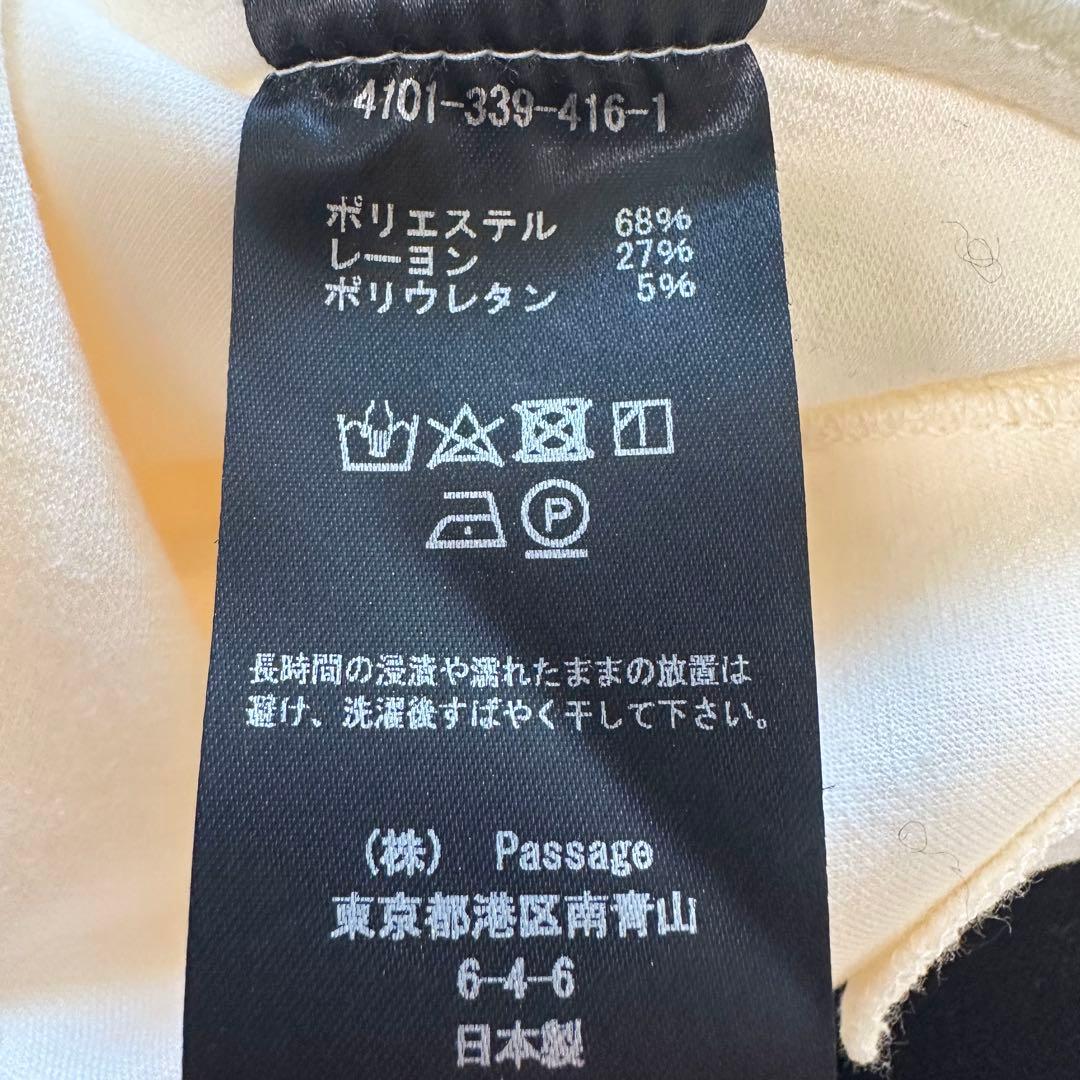 4101-339-416-1
ポリエステル 68%
レーヨン 27%
ポリウレタン 5%
P
長時間の浸漬や濡れたままの放置は
避け、洗濯後すばやく干して下さい。
(株) Passage
東京都港区南青山
6-4-6
日本製